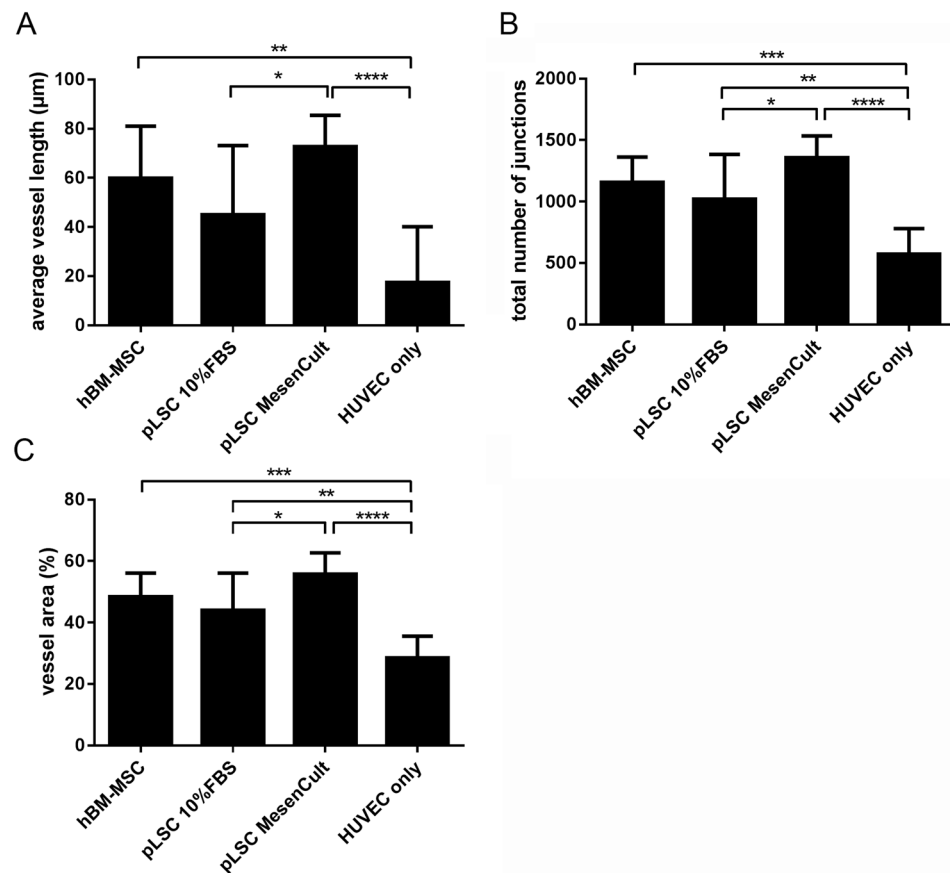 A
**
*
****
average vessel length (µm)
100
80
60
40
20
0
hBM-MSC
pLSC 10%FBS
pLSC MesenCult
HUVEC only
B
***
**
*
****
total number of junctions
2000
1500
1000
500
0
hBM-MSC
pLSC 10%FBS
pLSC MesenCult
HUVEC only
C
***
**
*
****
vessel area (%)
80
60
40
20
0
hBM-MSC
pLSC 10%FBS
pLSC MesenCult
HUVEC only